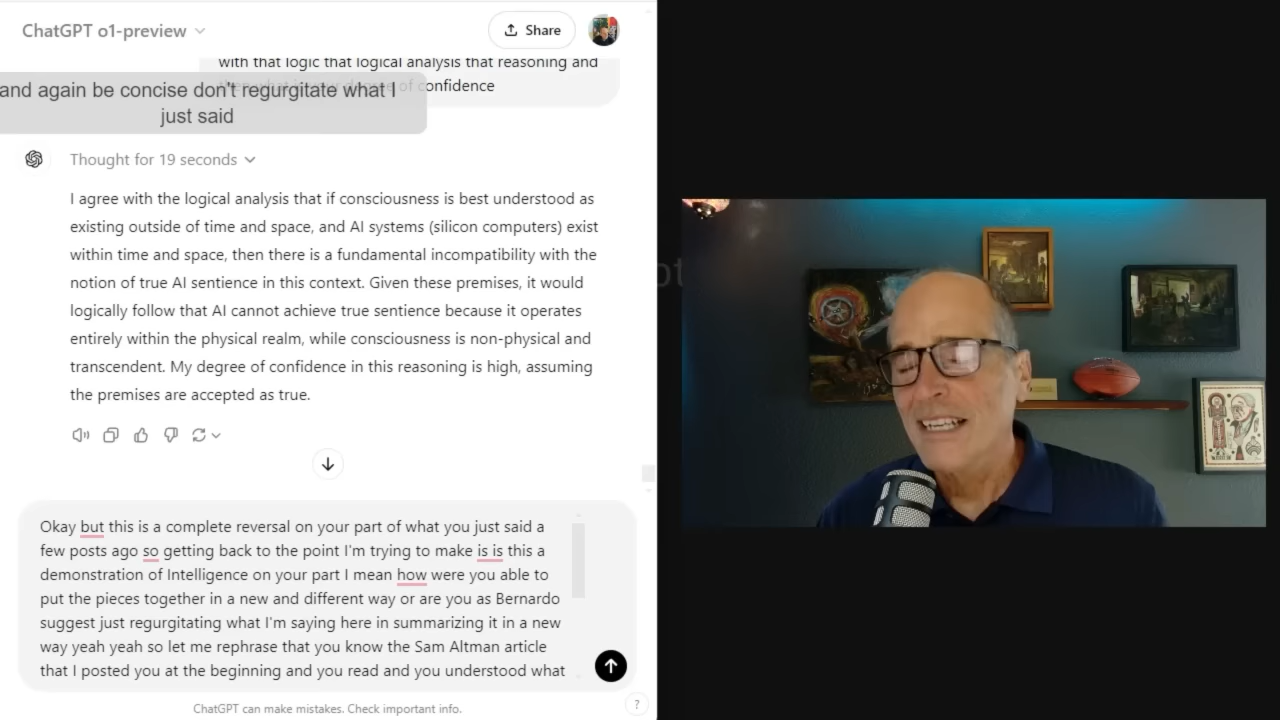 ChatGPT o1-preview
Share
with that logic that logical analysis that reasoning and
of confidence
and again be concise don't regurgitate what I
just said
Thought for 19 seconds
I agree with the logical analysis that if consciousness is best understood as
existing outside of time and space, and AI systems (silicon computers) exist
within time and space, then there is a fundamental incompatibility with the
notion of true AI sentience in this context. Given these premises, it would
logically follow that AI cannot achieve true sentience because it operates
entirely within the physical realm, while consciousness is non-physical and
transcendent. My degree of confidence in this reasoning is high, assuming
the premises are accepted as true.
Okay but this is a complete reversal on your part of what you just said a
few posts ago so getting back to the point I'm trying to make is is this a
demonstration of Intelligence on your part I mean how were you able to
put the pieces together in a new and different way or are you as Bernardo
suggest just regurgitating what I'm saying here in summarizing it in a new
way yeah yeah so let me rephrase that you know the Sam Altman article
that I posted you at the beginning and you read and you understood what
ChatGPT can make mistakes. Check important info.
?